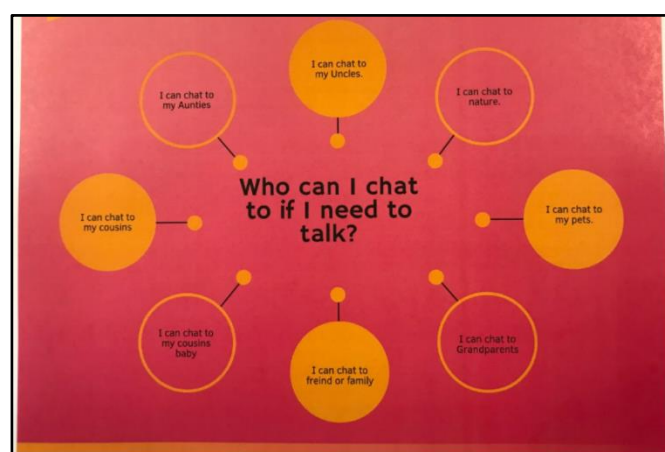 Who can I chat
to if I need to
talk?
I can chat to
my Uncles.
I can chat to
nature.
I can chat to
my pets.
I can chat to
Grandparents
I can chat to
freind or family
I can chat to
my cousins
baby
I can chat to
my cousins
I can chat to
my Aunties